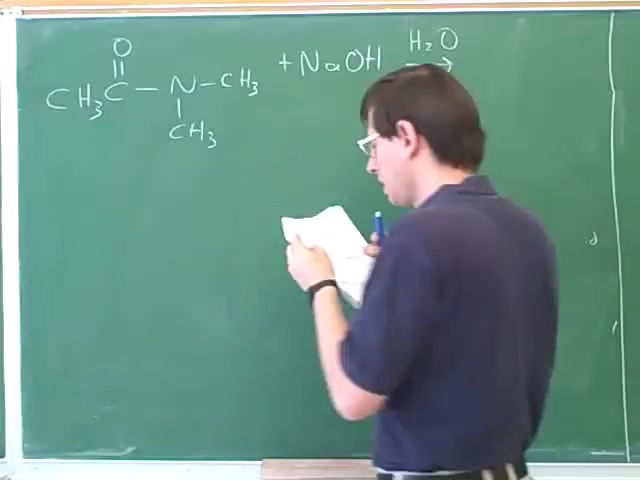 O
||
CH₃C — N — CH₃ + NaOH H₂O →
|
CH₃